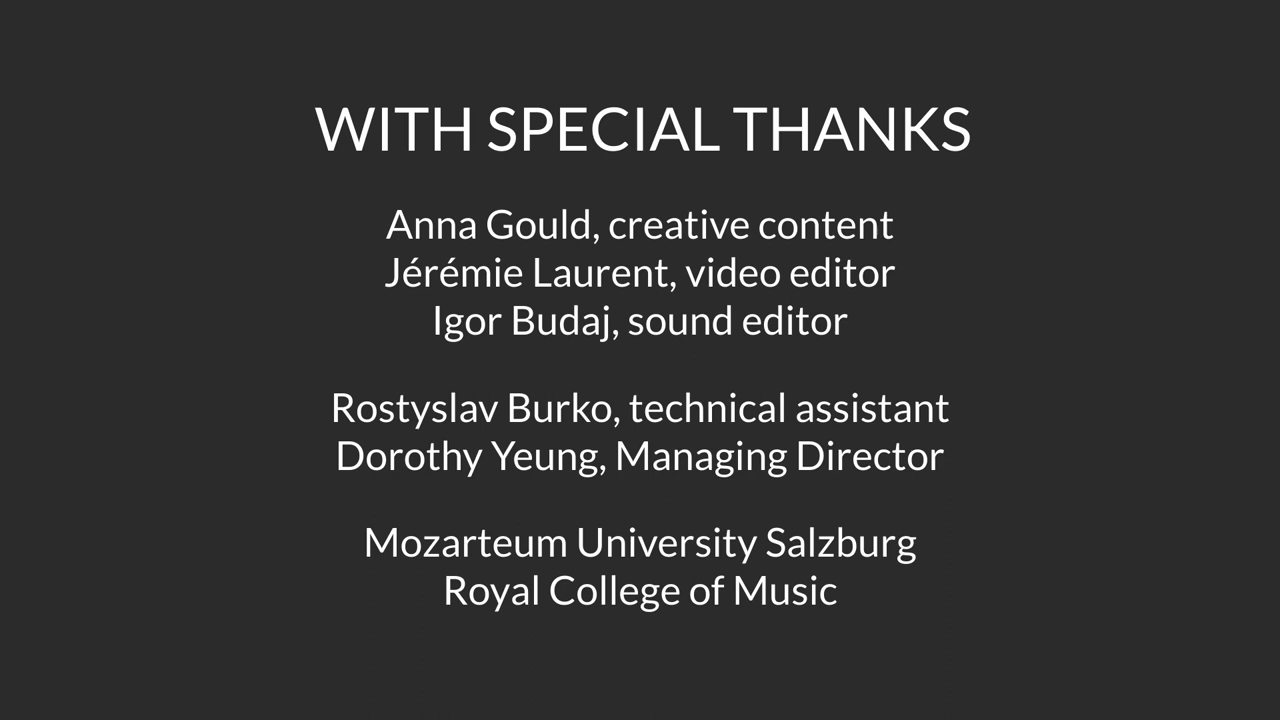 WITH SPECIAL THANKS
Anna Gould, creative content
Jérémie Laurent, video editor
Igor Budaj, sound editor
Rostyslav Burko, technical assistant
Dorothy Yeung, Managing Director
Mozarteum University Salzburg
Royal College of Music